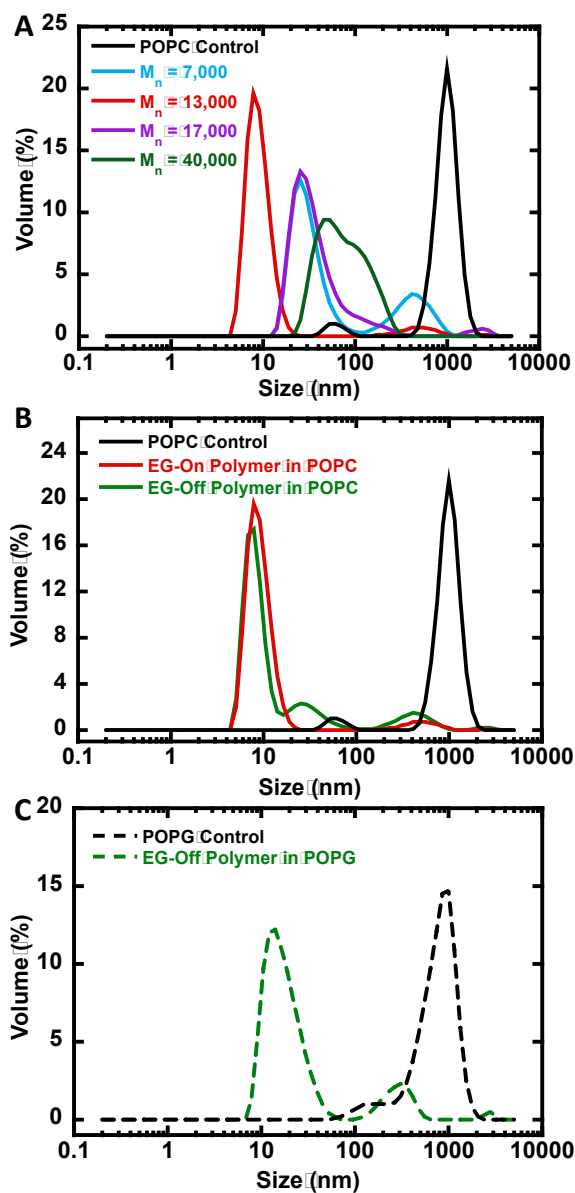 A
25
20
15
10
5
0
Volume (%)
POPC Control
Mn = 7,000
Mn = 13,000
Mn = 17,000
Mn = 40,000
0.1 1 10 100 1000 10000
Size (nm)
B
24
20
16
12
8
4
0
Volume (%)
POPC Control
EG-On Polymer in POPC
EG-Off Polymer in POPC
0.1 1 10 100 1000 10000
Size (nm)
C
20
15
10
5
0
Volume (%)
POPG Control
EG-Off Polymer in POPG
0.1 1 10 100 1000 10000
Size (nm)